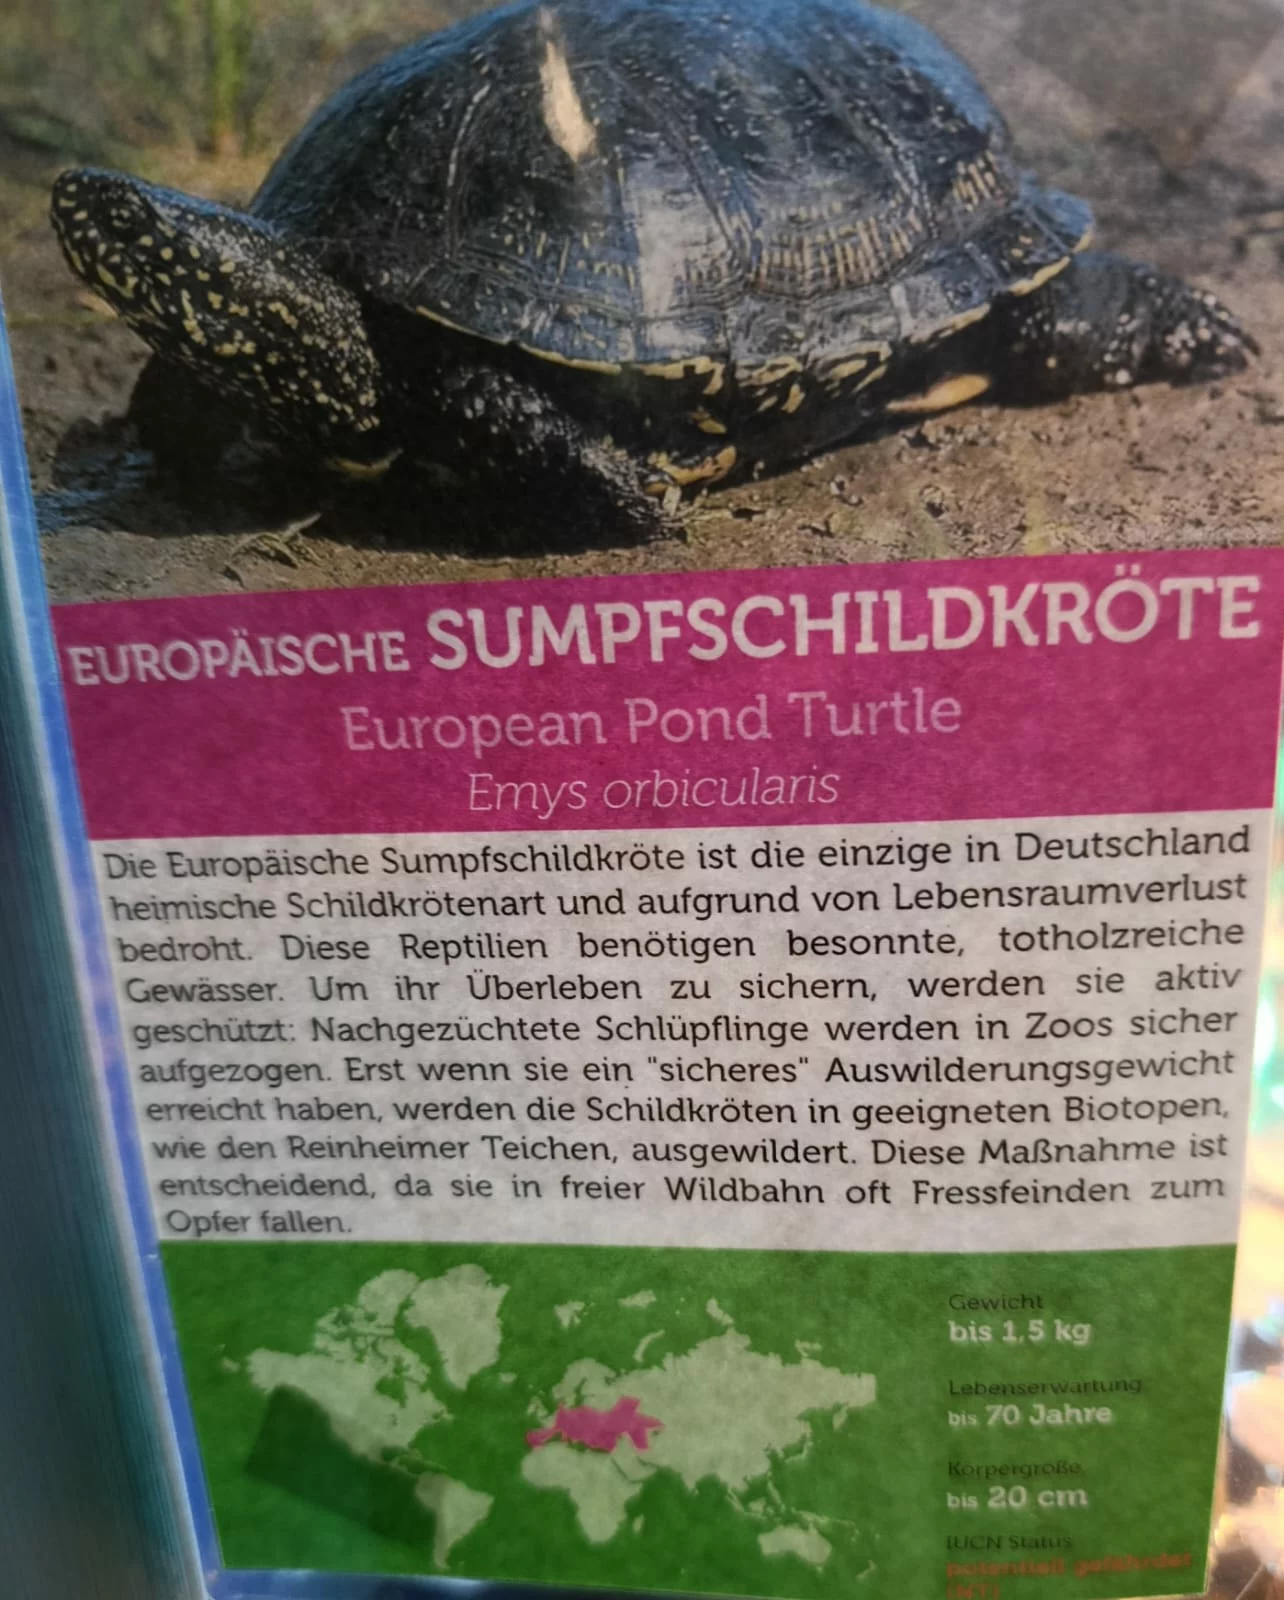 EUROPÄISCHE SUMPFSCHILDKRÖTE
European Pond Turtle
Emys orbicularis
Die Europäische Sumpfschildkröte ist die einzige in Deutschland
heimische Schildkrötenart und aufgrund von Lebensraumverlust
bedroht. Diese Reptilien benötigen besonnte, totholzreiche
Gewässer. Um ihr Überleben zu sichern, werden sie aktiv
geschützt: Nachgezüchtete Schlüpflinge werden in Zoos sicher
aufgezogen. Erst wenn sie ein "sicheres" Auswilderungsgewicht
erreicht haben, werden die Schildkröten in geeigneten Biotopen,
wie den Reinheimer Teichen, ausgewildert. Diese Maßnahme ist
entscheidend, da sie in freier Wildbahn oft Fressfeinden zum
Opfer fallen.
Gewicht
bis 1,5 kg
Lebenserwartung
bis 70 Jahre
Körpergröße
bis 20 cm
IUCN Status
potentiell gefährdet
(NT)